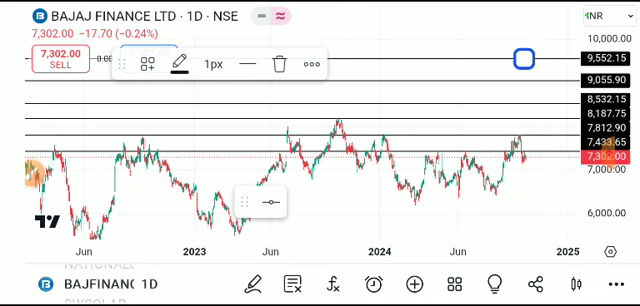 BAJAJ FINANCE LTD · 1D · NSE
INR
7,302.00 −17.70 (−0.24%)
7,302.00
SELL
0.00
1px
10,000.00
9,552.15
9,055.90
8,532.15
8,187.75
7,812.90
7,433.65
7,302.00
7,000.00
6,000.00
Jun
2023
Jun
2024
Jun
2025
BAJFINANC 1D